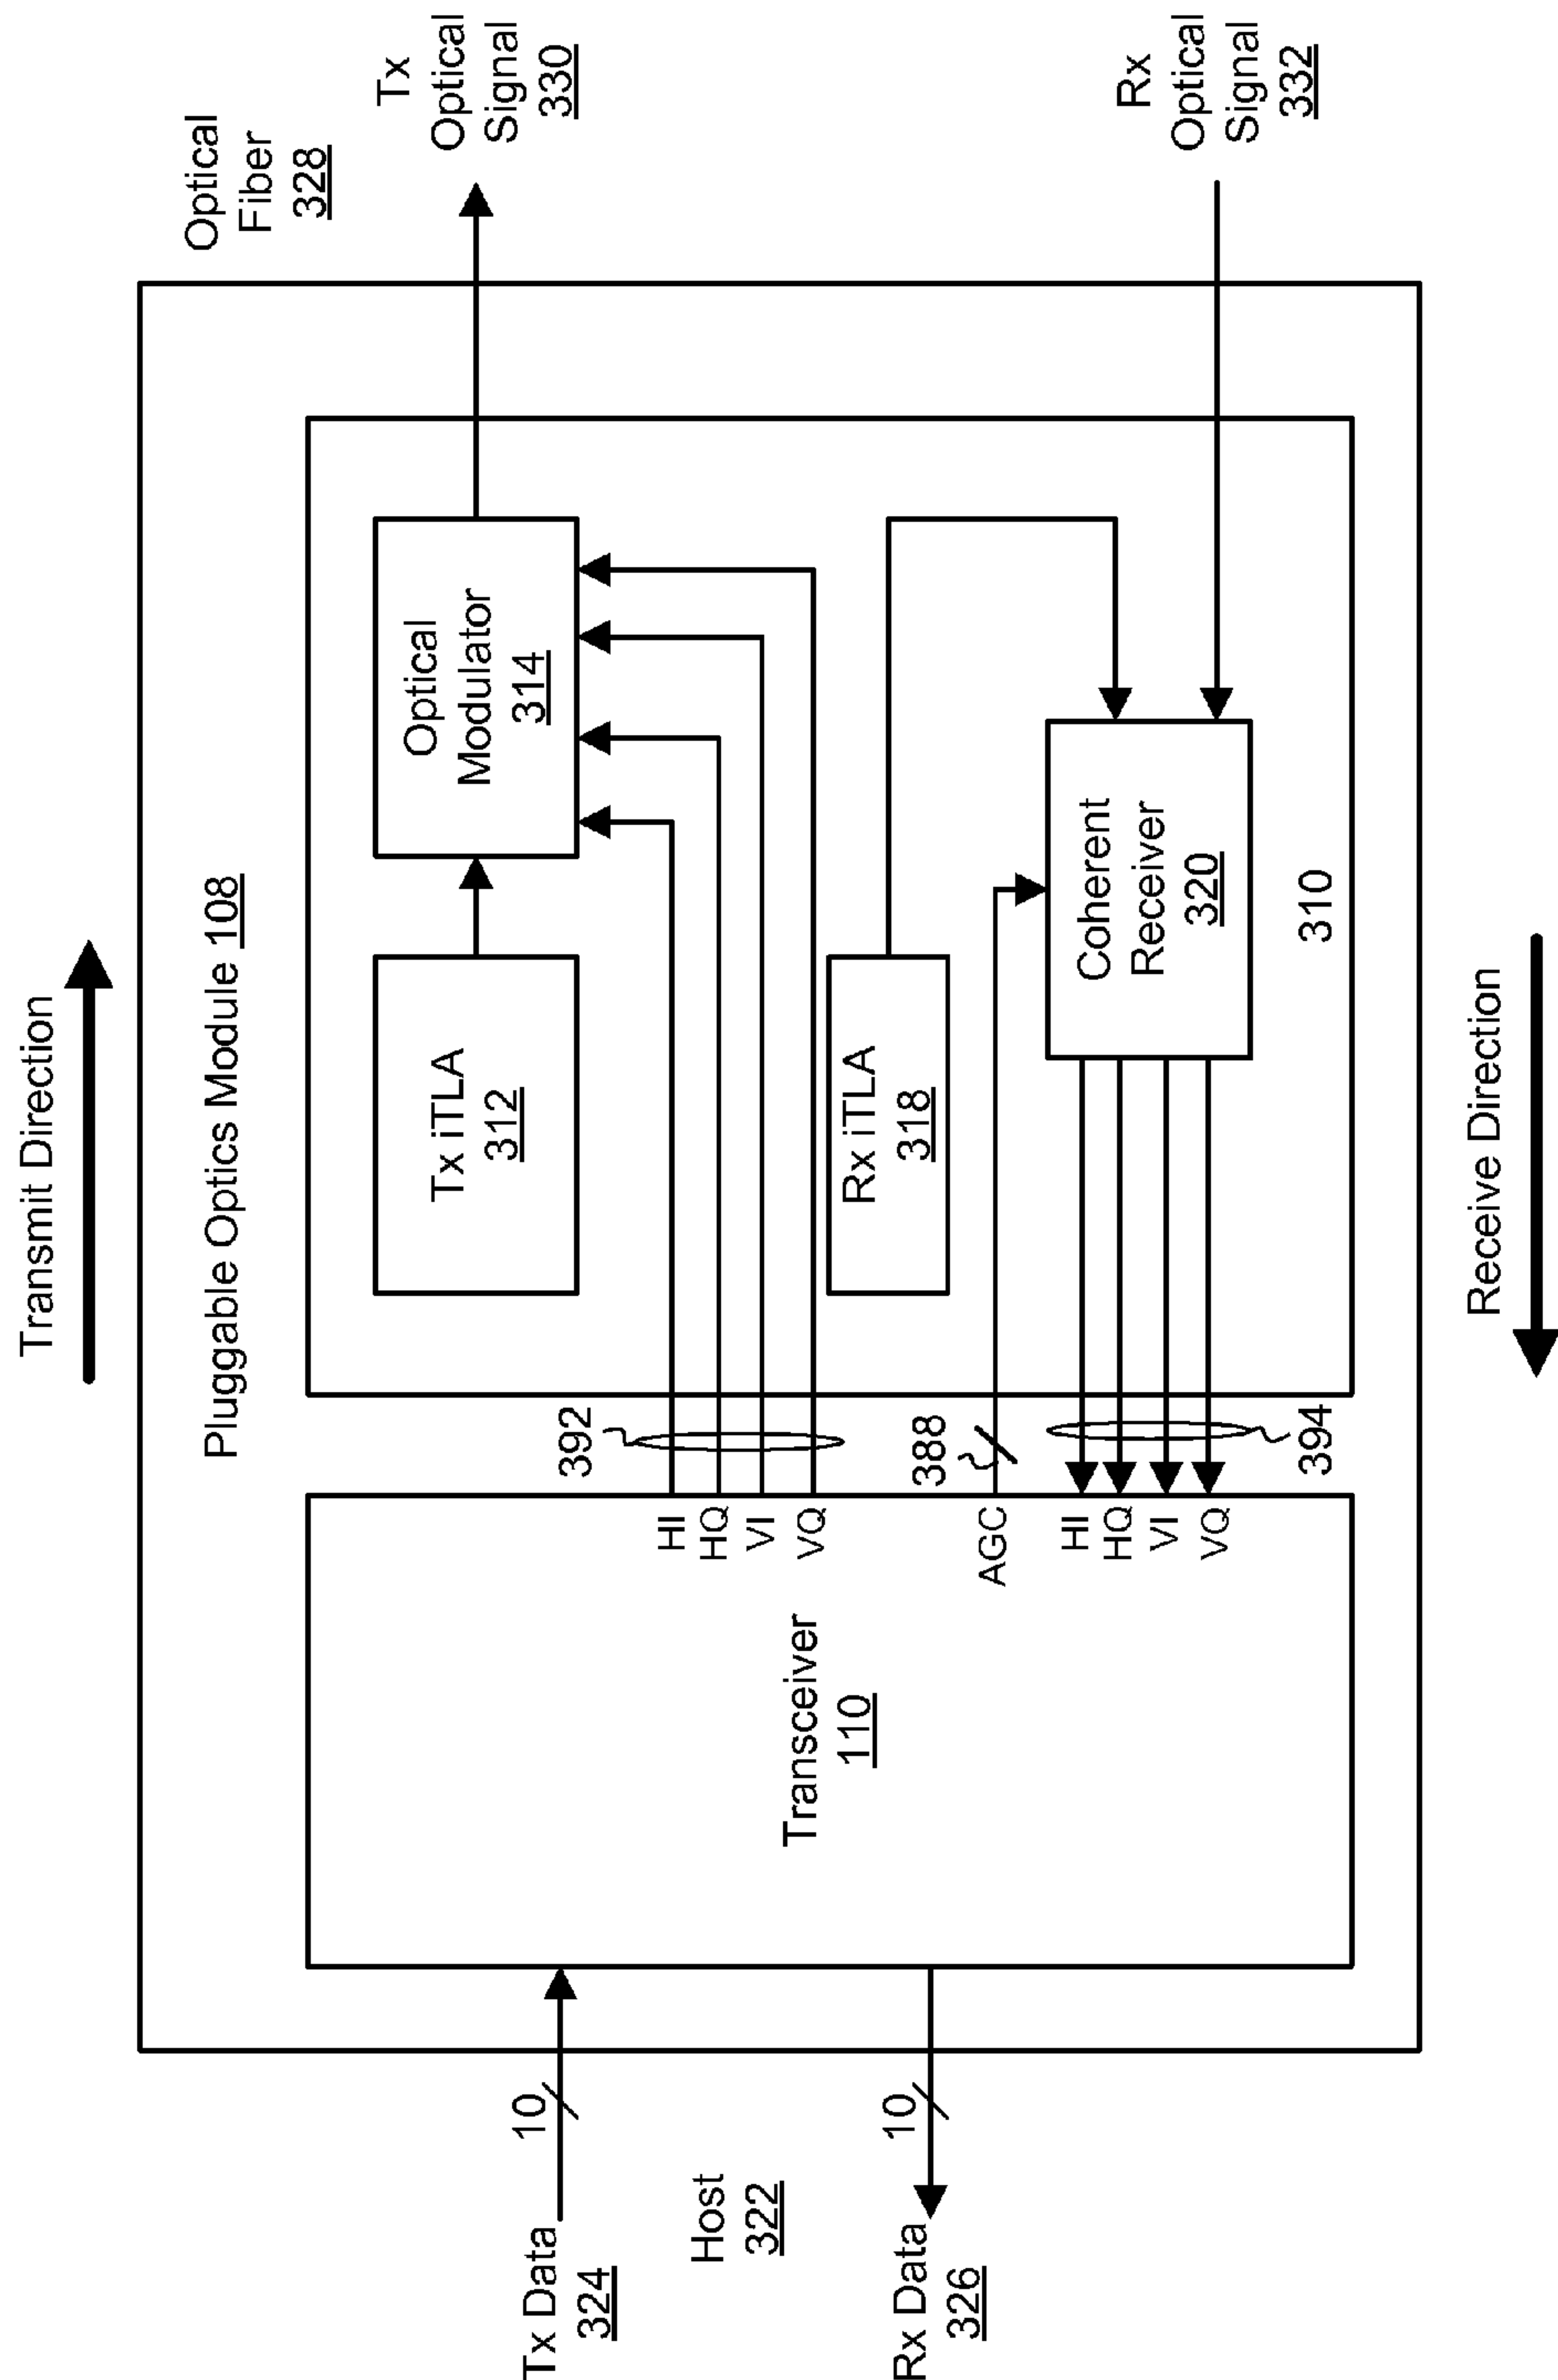 Transmit Direction
Pluggable Optics Module 108
Optical
Fiber
328
Tx
Optical
Signal
330
Tx Data
324
10
Host
322
Rx Data
326
10
Transceiver
110
HI
HQ
VI
VQ
AGC
HI
HQ
VI
VQ
392
388
394
Tx iTLA
312
Optical
Modulator
314
Rx iTLA
318
Coherent
Receiver
320
310
Rx
Optical
Signal
332
Receive Direction